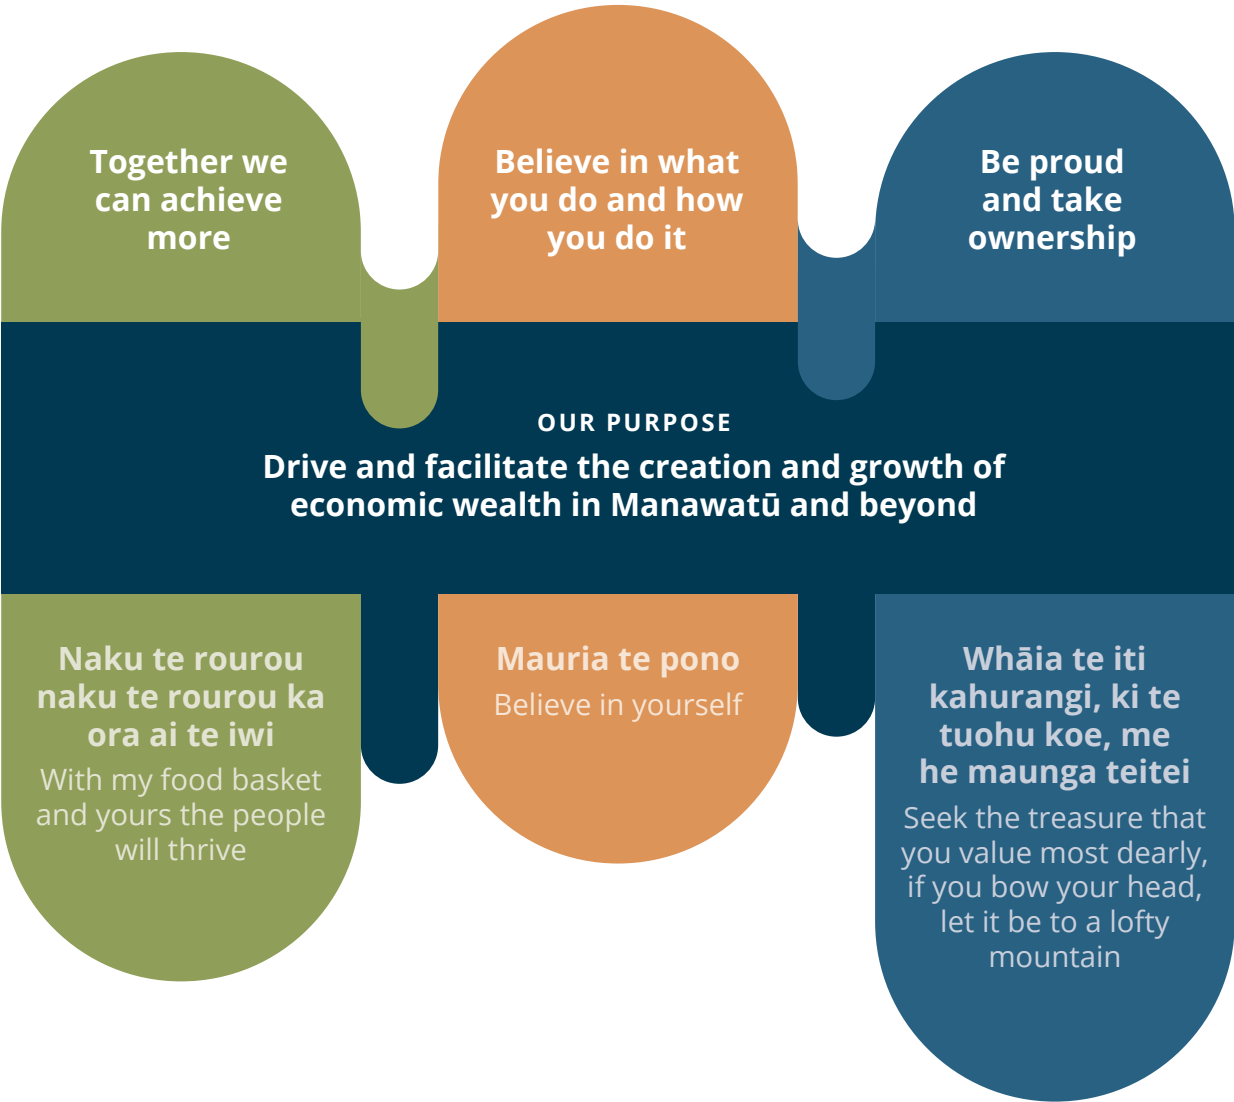 Together we
can achieve
more
Believe in what
you do and how
you do it
Be proud
and take
ownership
OUR PURPOSE
Drive and facilitate the creation and growth of
economic wealth in Manawatū and beyond
Naku te rourou
naku te rourou ka
ora ai te iwi
With my food basket
and yours the people
will thrive
Mauria te pono
Believe in yourself
Whāia te iti
kahurangi, ki te
tuohu koe, me
he maunga teitei
Seek the treasure that
you value most dearly,
if you bow your head,
let it be to a lofty
mountain